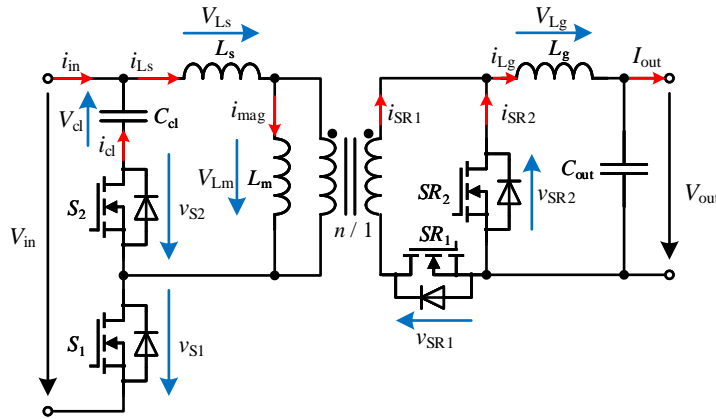 V_Ls
V_Lg
i_in
i_Ls
L_s
i_Lg
L_g
I_out
V_cl
C_cl
i_cl
i_mag
i_SR1
i_SR2
S_2
v_S2
V_Lm
L_m
SR_2
v_SR2
C_out
V_in
n / 1
SR_1
V_out
S_1
v_S1
v_SR1